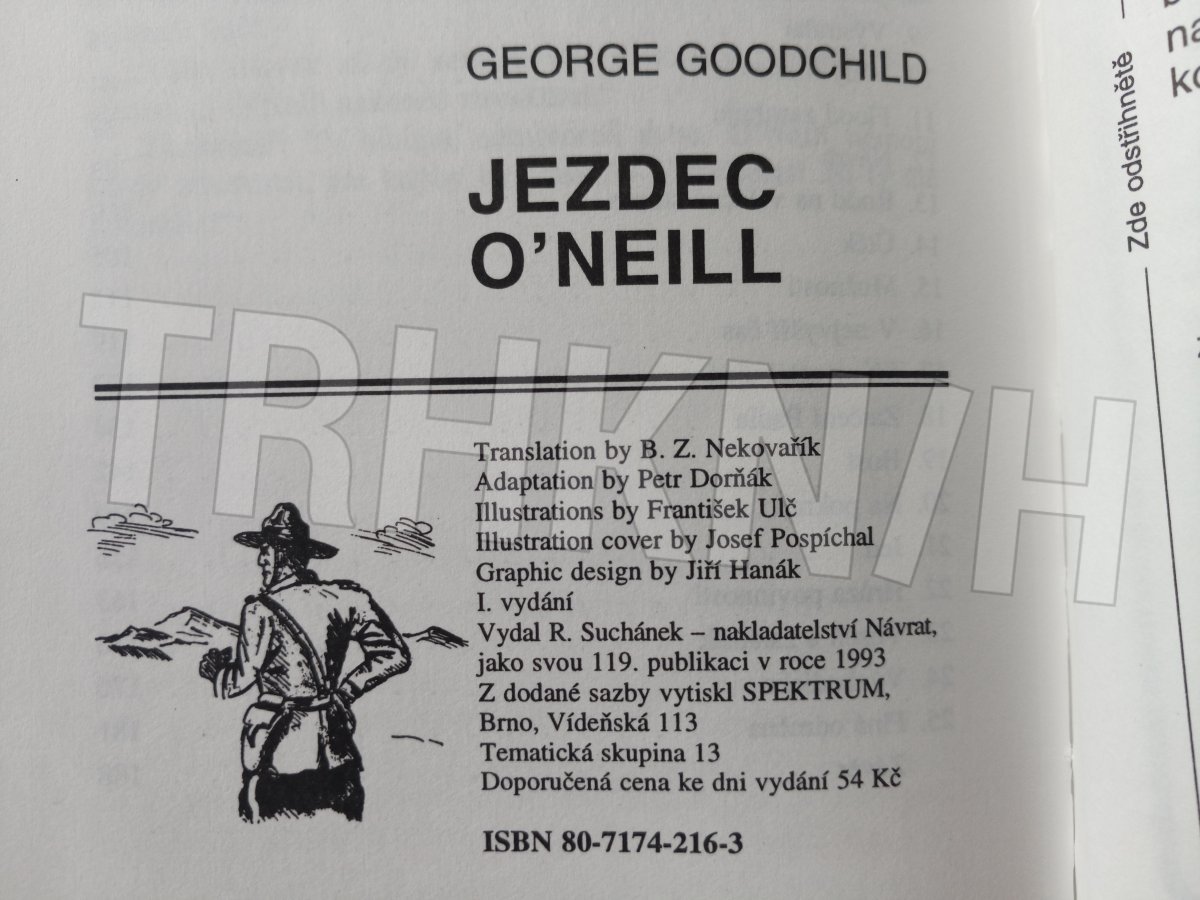 GEORGE GOODCHILD
JEZDEC
O'NEILL
Translation by B. Z. Nekovařík
Adaptation by Petr Dorňák
Illustrations by František Ulč
Illustration cover by Josef Pospíchal
Graphic design by Jiří Hanák
I. vydání
Vydal R. Suchánek – nakladatelství Návrat,
jako svou 119. publikaci v roce 1993
Z dodané sazby vytiskl SPEKTRUM,
Brno, Vídeňská 113
Tematická skupina 13
Doporučená cena ke dni vydání 54 Kč
ISBN 80-7174-216-3
Zde odstřihnětě
TRHKNIH